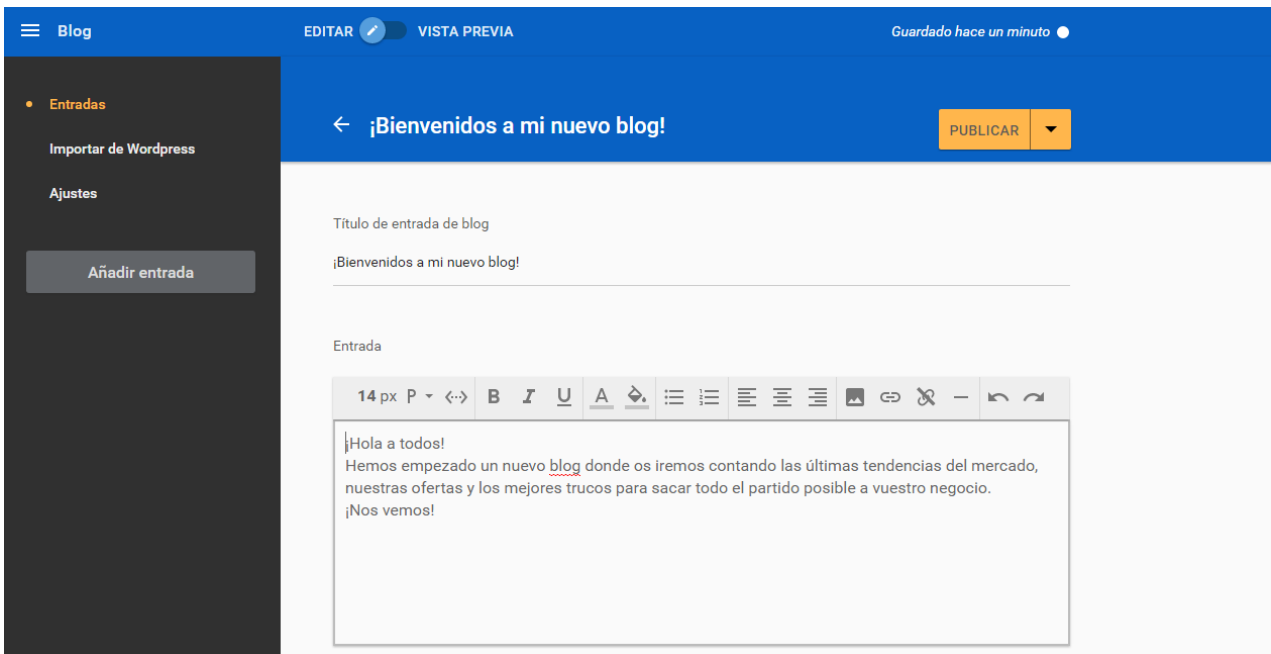 Blog
EDITAR VISTA PREVIA
Guardado hace un minuto
Entradas
Importar de Wordpress
Ajustes
Añadir entrada
¡Bienvenidos a mi nuevo blog!
PUBLICAR
Título de entrada de blog
¡Bienvenidos a mi nuevo blog!
Entrada
14 px P B I U A
¡Hola a todos!
Hemos empezado un nuevo blog donde os iremos contando las últimas tendencias del mercado,
nuestras ofertas y los mejores trucos para sacar todo el partido posible a vuestro negocio.
¡Nos vemos!